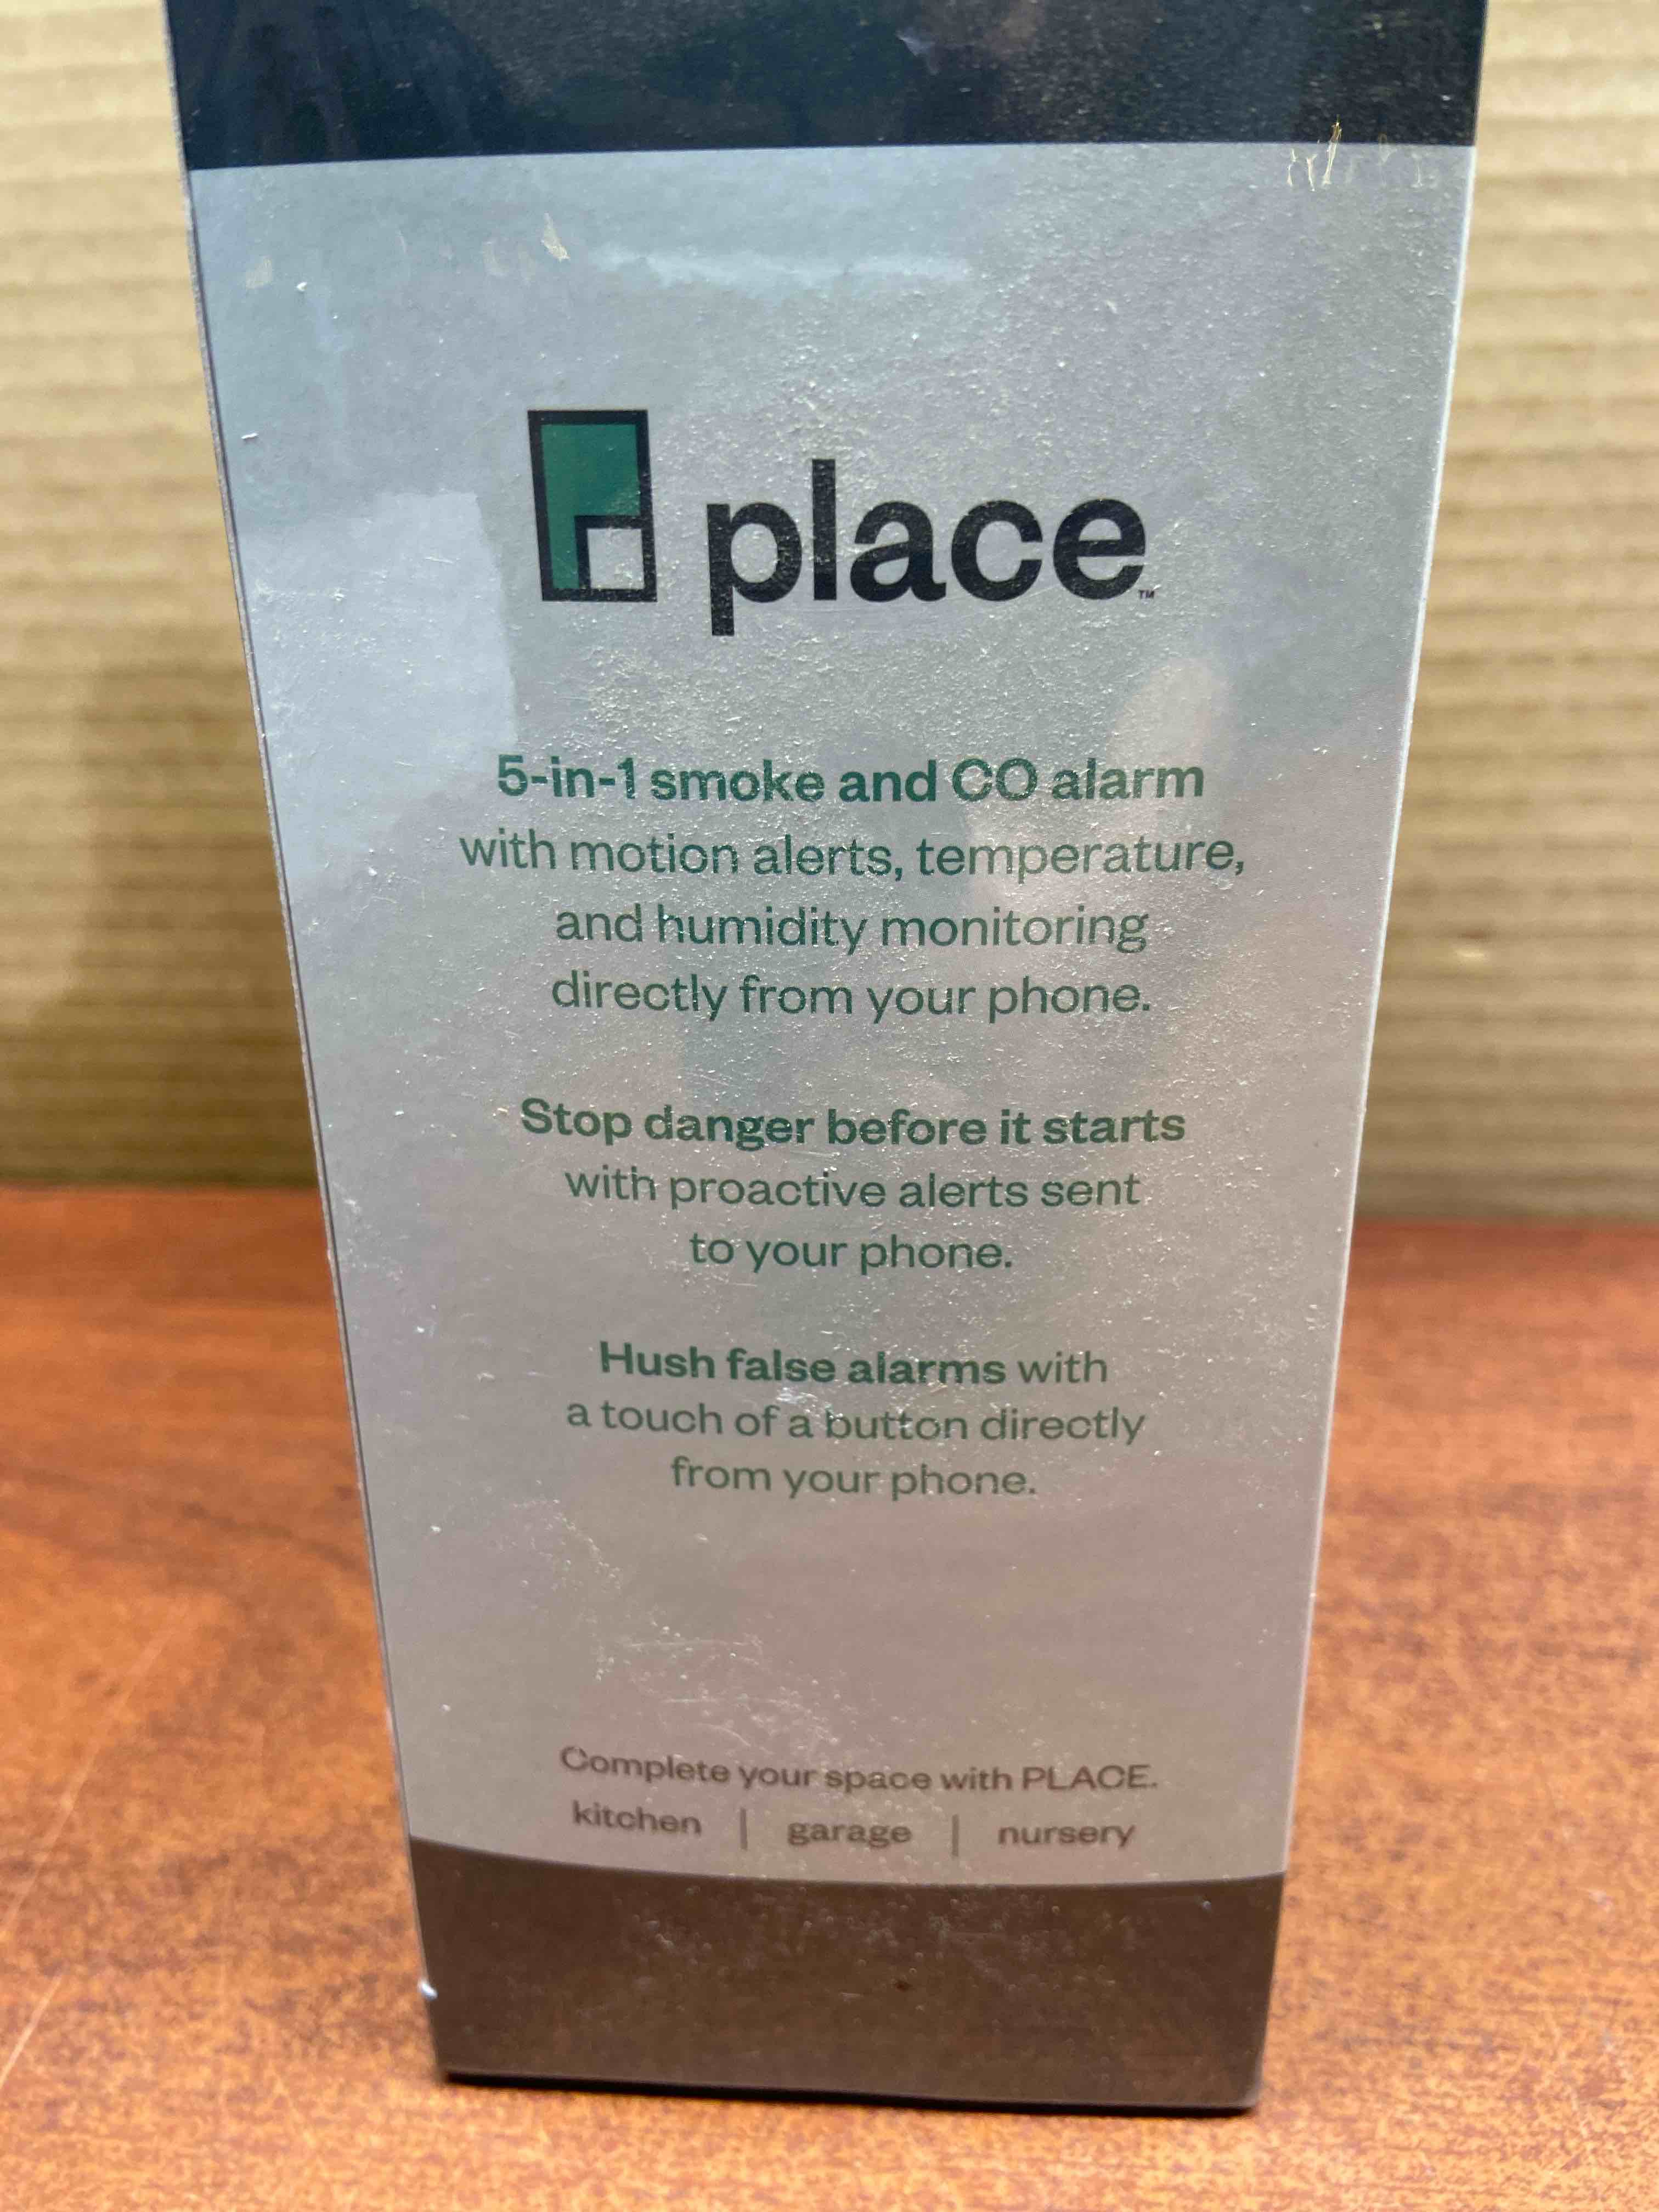 place™
5-in-1 smoke and CO alarm
with motion alerts, temperature,
and humidity monitoring
directly from your phone.
Stop danger before it starts
with proactive alerts sent
to your phone.
Hush false alarms with
a touch of a button directly
from your phone.
Complete your space with PLACE.
kitchen | garage | nursery